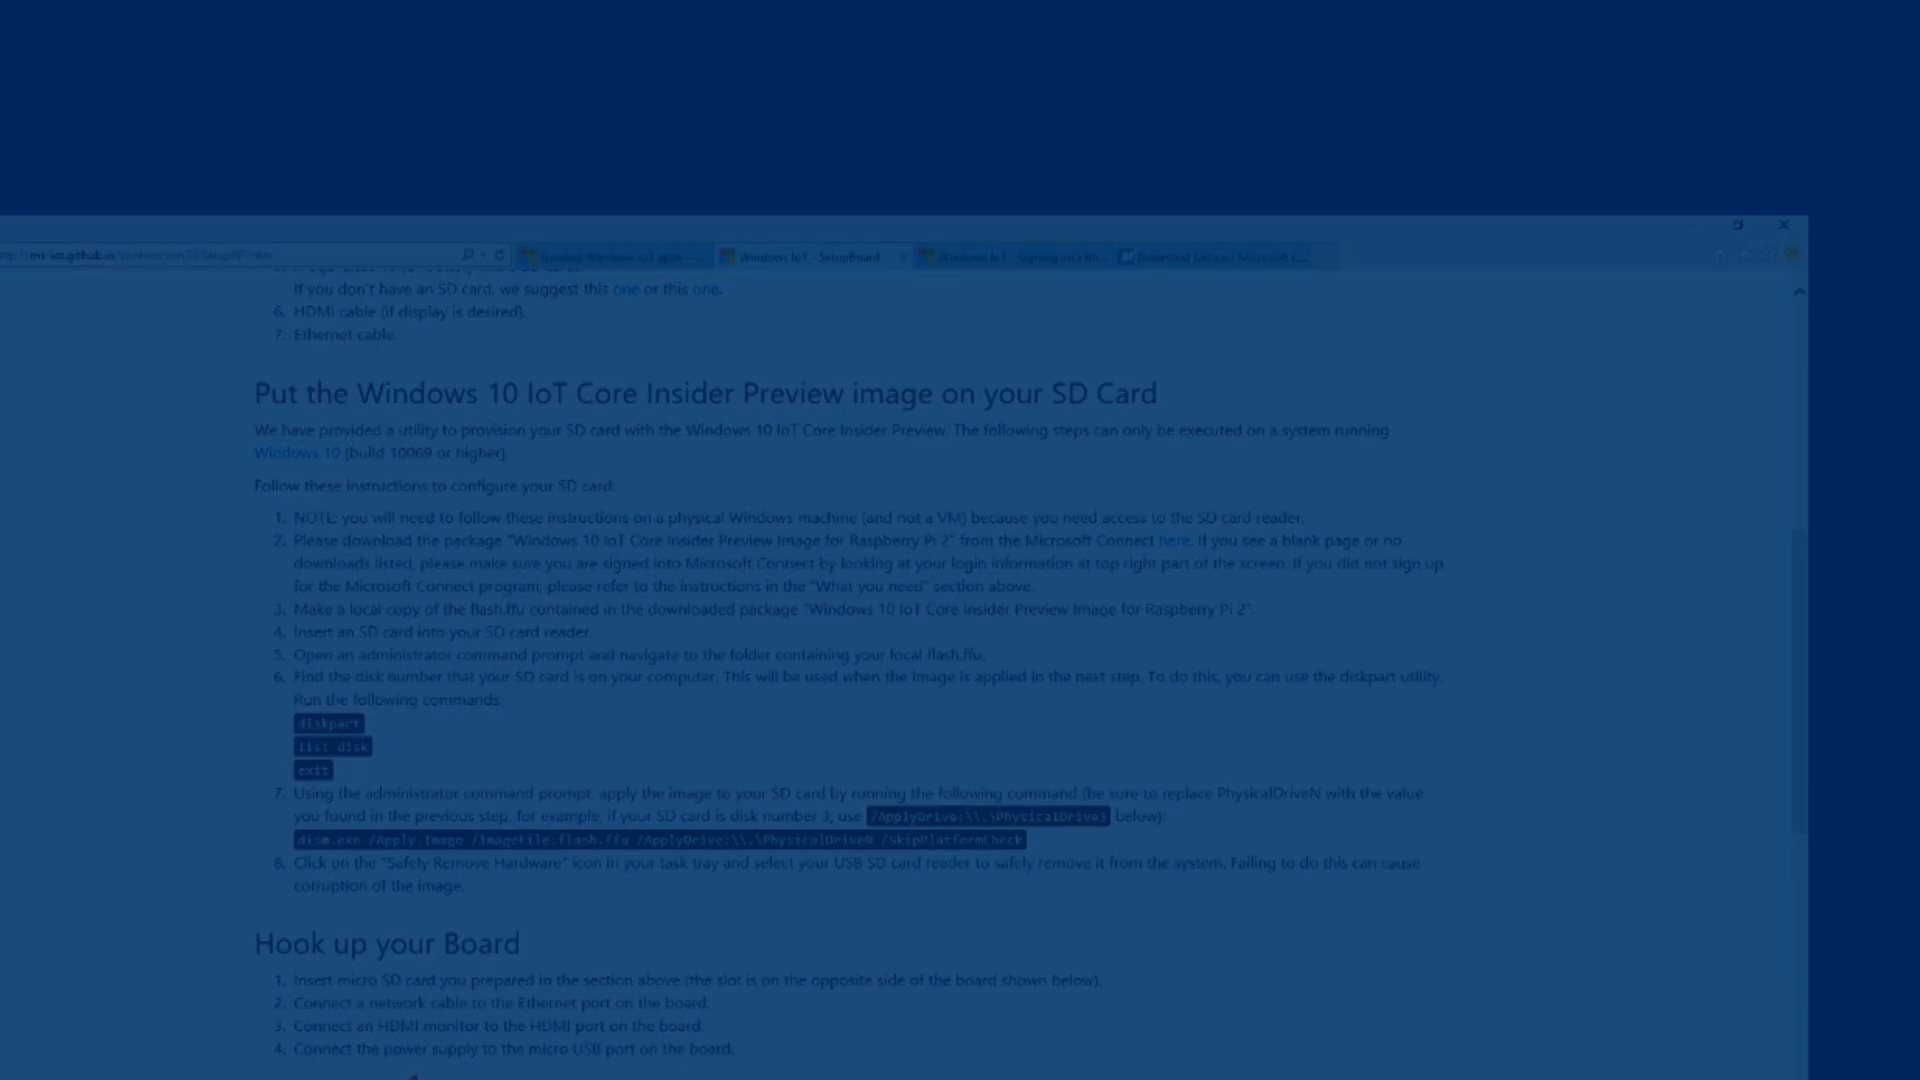 ms-iot.github.io
Develop Windows IoT apps
Windows IoT - SetupBoard
Windows IoT - Signing into Mi...
Download Details | Microsoft C...
If you don't have an SD card, we suggest this one or this one.
6. HDMI cable (if display is desired).
7. Ethernet cable.
Put the Windows 10 IoT Core Insider Preview image on your SD Card
We have provided a utility to provision your SD card with the Windows 10 IoT Core Insider Preview. The following steps can only be executed on a system running
Windows 10 (build 10069 or higher).
Follow these instructions to configure your SD card:
1. NOTE: you will need to follow these instructions on a physical Windows machine (and not a VM) because you need access to the SD card reader.
2. Please download the package "Windows 10 IoT Core Insider Preview Image for Raspberry Pi 2" from the Microsoft Connect here. If you see a blank page or no
downloads listed, please make sure you are signed into Microsoft Connect by looking at your login information at top right part of the screen. If you did not sign up
for the Microsoft Connect program, please refer to the instructions in the "What you need" section above.
3. Make a local copy of the flash.ffu contained in the downloaded package "Windows 10 IoT Core Insider Preview Image for Raspberry Pi 2".
4. Insert an SD card into your SD card reader.
5. Open an administrator command prompt and navigate to the folder containing your local flash.ffu.
6. Find the disk number that your SD card is on your computer. This will be used when the image is applied in the next step. To do this, you can use the diskpart utility.
Run the following commands:
diskpart
list disk
exit
7. Using the administrator command prompt, apply the image to your SD card by running the following command (be sure to replace PhysicalDriveN with the value
you found in the previous step, for example, if your SD card is disk number 3, use /ApplyDrive:\\.\PhysicalDrive3 below):
dism.exe /Apply-Image /ImageFile:flash.ffu /ApplyDrive:\\.\PhysicalDriveN /SkipPlatformCheck
8. Click on the "Safely Remove Hardware" icon in your task tray and select your USB SD card reader to safely remove it from the system. Failing to do this can cause
corruption of the image.
Hook up your Board
1. Insert micro SD card you prepared in the section above (the slot is on the opposite side of the board shown below).
2. Connect a network cable to the Ethernet port on the board.
3. Connect an HDMI monitor to the HDMI port on the board.
4. Connect the power supply to the micro USB port on the board.